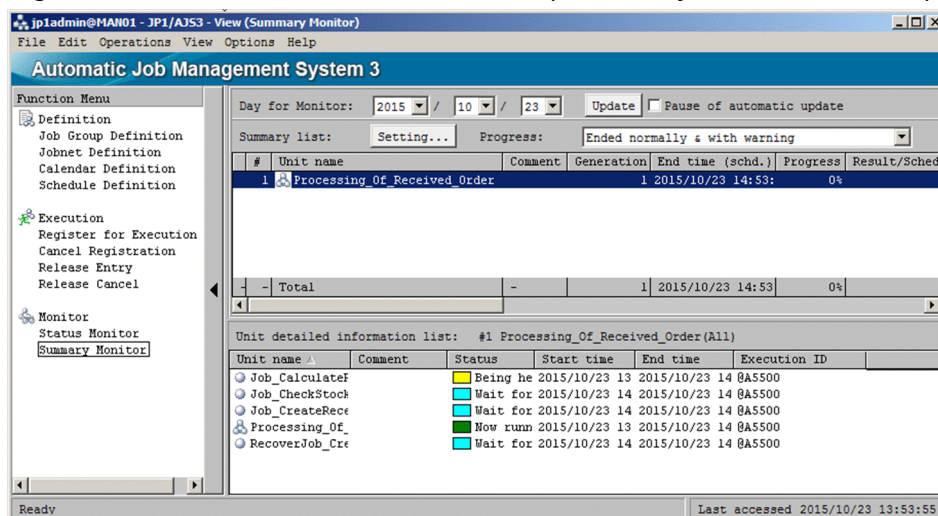 jp1admin@MAN01 - JP1/AJS3 - View (Summary Monitor)
File Edit Operations View Options Help
Automatic Job Management System 3
Function Menu
Definition
Job Group Definition
Jobnet Definition
Calendar Definition
Schedule Definition
Execution
Register for Execution
Cancel Registration
Release Entry
Release Cancel
Monitor
Status Monitor
Summary Monitor
Day for Monitor: 2015 / 10 / 23 Update Pause of automatic update
Summary list: Setting... Progress: Ended normally & with warning
# Unit name Comment Generation End time (schd.) Progress Result/Sched
1 Processing_Of_Received_Order 1 2015/10/23 14:53: 0%
- - Total - 1 2015/10/23 14:53 0%
Unit detailed information list: #1 Processing_Of_Received_Order(All)
Unit name Comment Status Start time End time Execution ID
Job_Calculate Being he 2015/10/23 13 2015/10/23 14 @A5500
Job_CheckStock Wait for 2015/10/23 14 2015/10/23 14 @A5500
Job_CreateRece Wait for 2015/10/23 14 2015/10/23 14 @A5500
Processing_Of_ Now runn 2015/10/23 13 2015/10/23 14 @A5500
RecoverJob_Cre Wait for 2015/10/23 14 2015/10/23 14 @A5500
Ready
Last accessed 2015/10/23 13:53:55